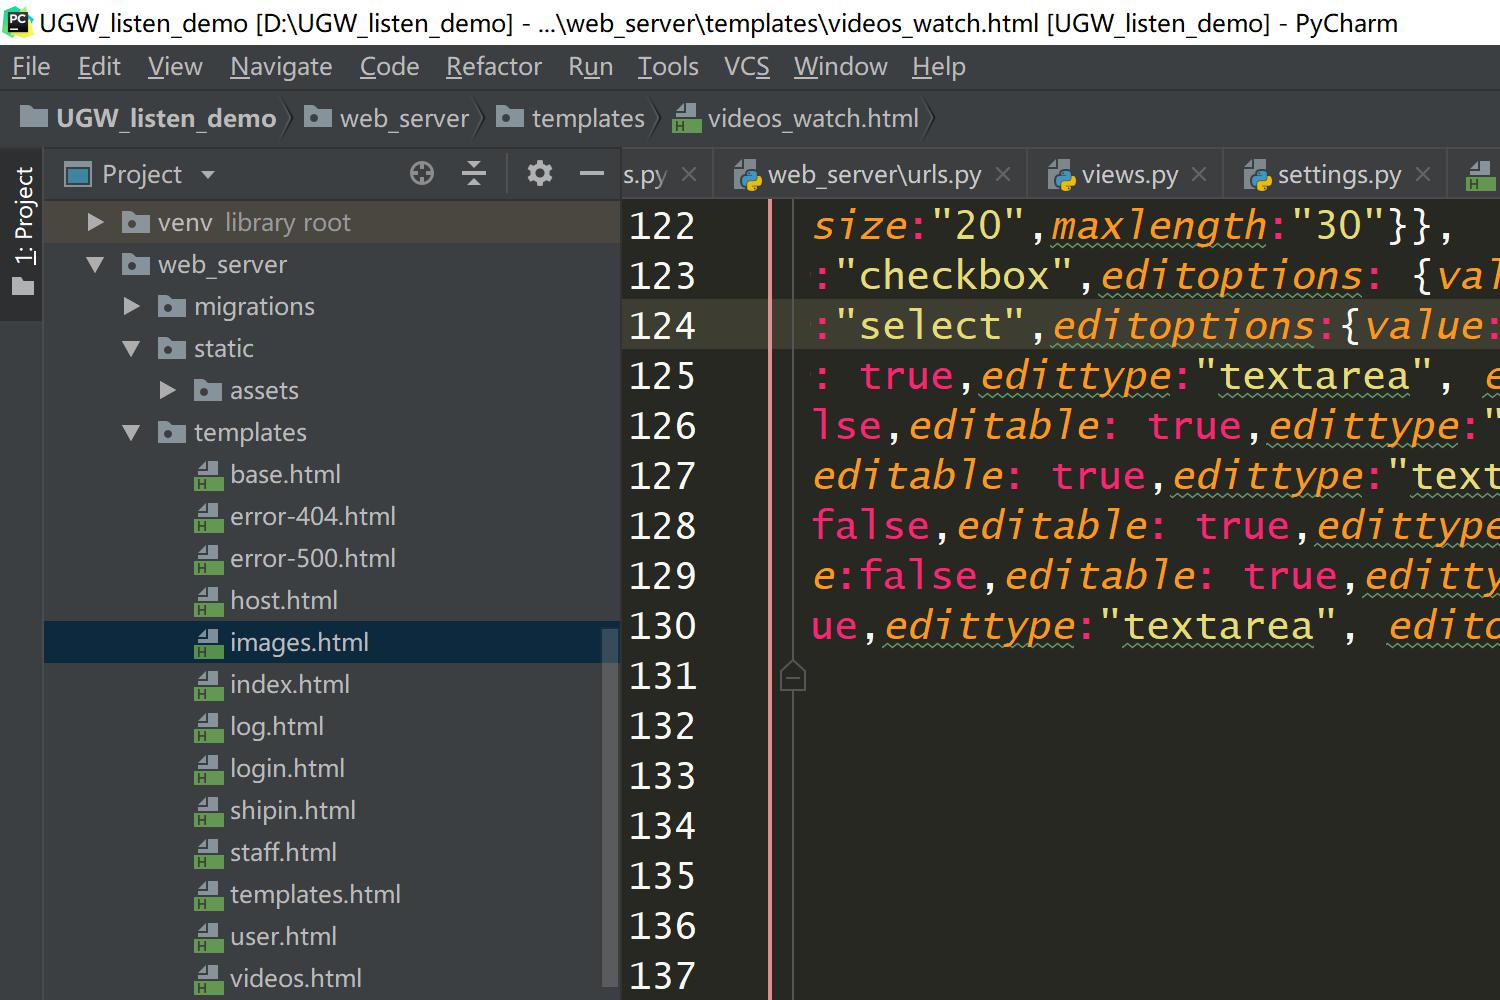 UGW_listen_demo [D:\UGW_listen_demo] - ...\web_server\templates\videos_watch.html [UGW_listen_demo] - PyCharm
File Edit View Navigate Code Refactor Run Tools VCS Window Help
UGW_listen_demo web_server templates videos_watch.html
1: Project
Project
s.py web_server\urls.py views.py settings.py
venv library root
web_server
migrations
static
assets
templates
base.html
error-404.html
error-500.html
host.html
images.html
index.html
log.html
login.html
shipin.html
staff.html
templates.html
user.html
videos.html
122 size:"20",maxlength:"30"}},
123 :"checkbox",editoptions: {val
124 :"select",editoptions:{value:
125 : true,edittype:"textarea", e
126 lse,editable: true,edittype:"
127 editable: true,edittype:"text
128 false,editable: true,edittype
129 e:false,editable: true,editty
130 ue,edittype:"textarea", edito
131
132
133
134
135
136
137